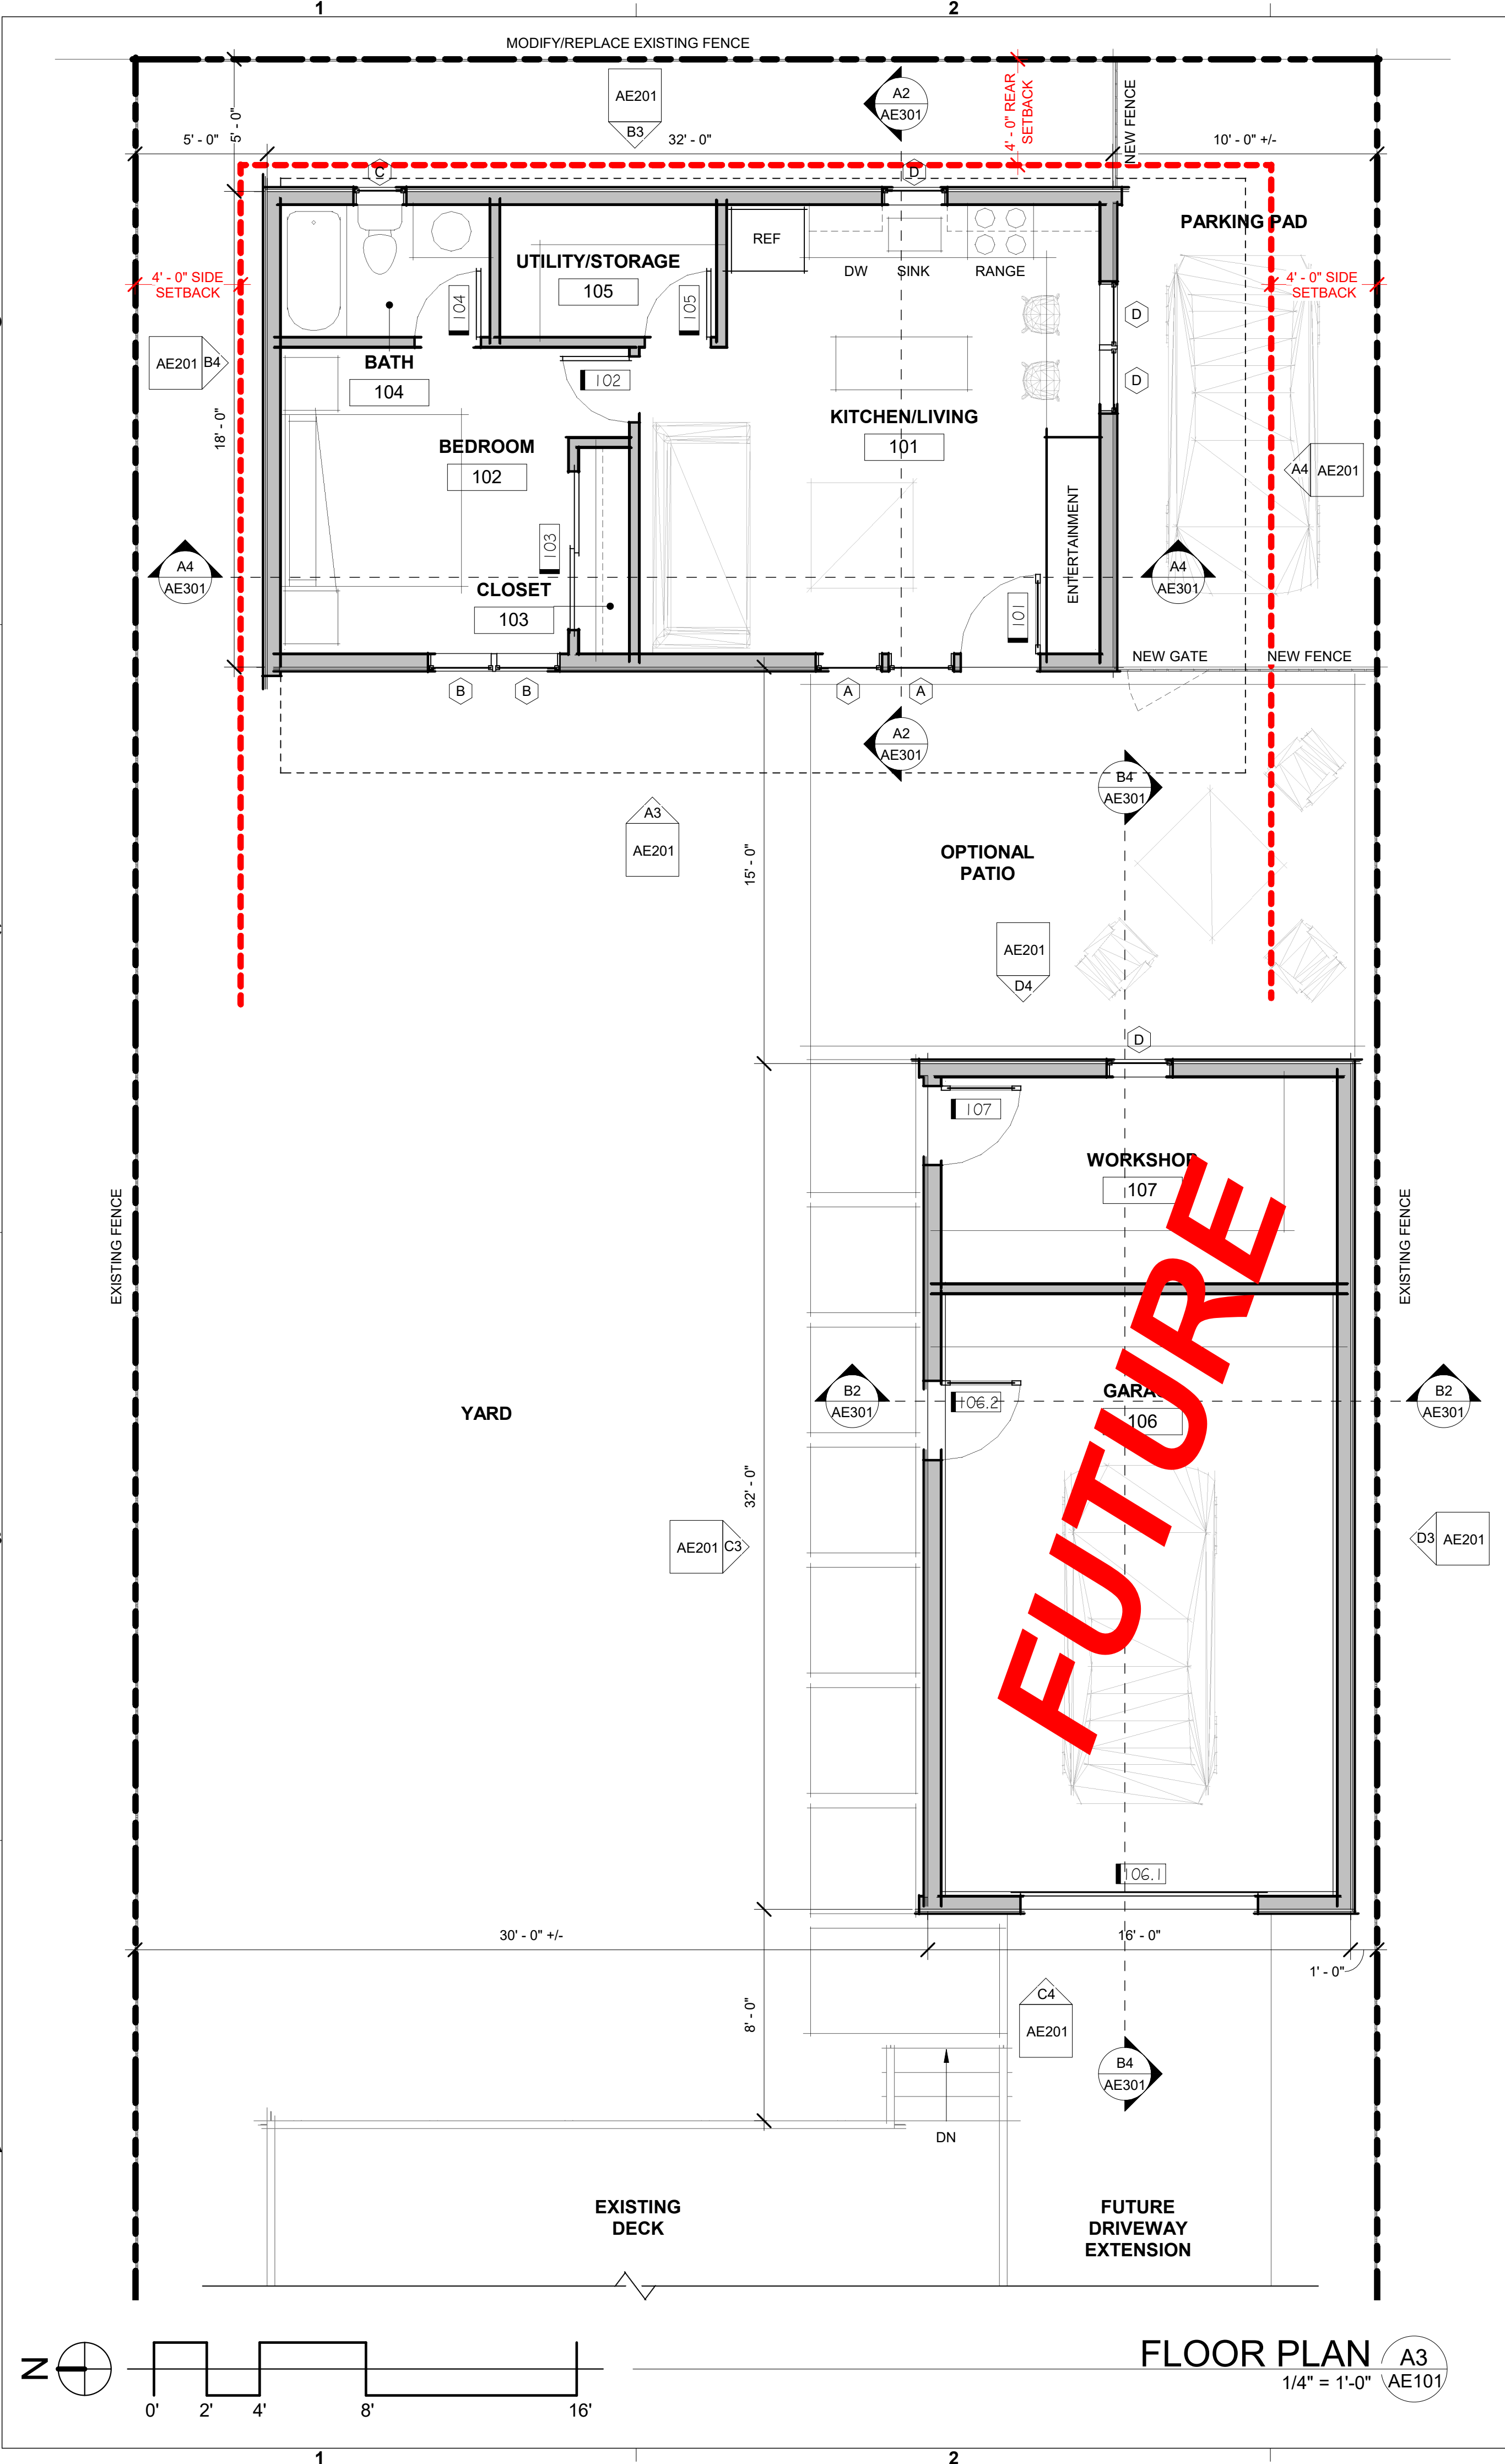 1
2
MODIFY/REPLACE EXISTING FENCE
AE201
B3
A2
AE301
4' - 0" REAR
SETBACK
NEW FENCE
5' - 0"
5' - 0"
32' - 0"
10' - 0" +/-
C
D
PARKING PAD
REF
UTILITY/STORAGE
105
DW
SINK
RANGE
4' - 0" SIDE
SETBACK
4' - 0" SIDE
SETBACK
104
105
D
AE201
B4
BATH
104
102
D
18' - 0"
KITCHEN/LIVING
101
BEDROOM
102
A4
AE201
ENTERTAINMENT
103
A4
AE301
CLOSET
103
101
A4
AE301
NEW GATE
NEW FENCE
B
B
A
A
A2
AE301
B4
AE301
A3
AE201
15' - 0"
OPTIONAL
PATIO
AE201
D4
D
107
WORKSHOP
107
EXISTING FENCE
EXISTING FENCE
FUTURE
B2
AE301
106.2
GARA
106
B2
AE301
YARD
32' - 0"
AE201
C3
D3
AE201
106.1
30' - 0" +/-
16' - 0"
1' - 0"
8' - 0"
C4
AE201
B4
AE301
DN
EXISTING
DECK
FUTURE
DRIVEWAY
EXTENSION
N
0'
2'
4'
8'
16'
FLOOR PLAN
1/4" = 1'-0"
A3
AE101
1
2